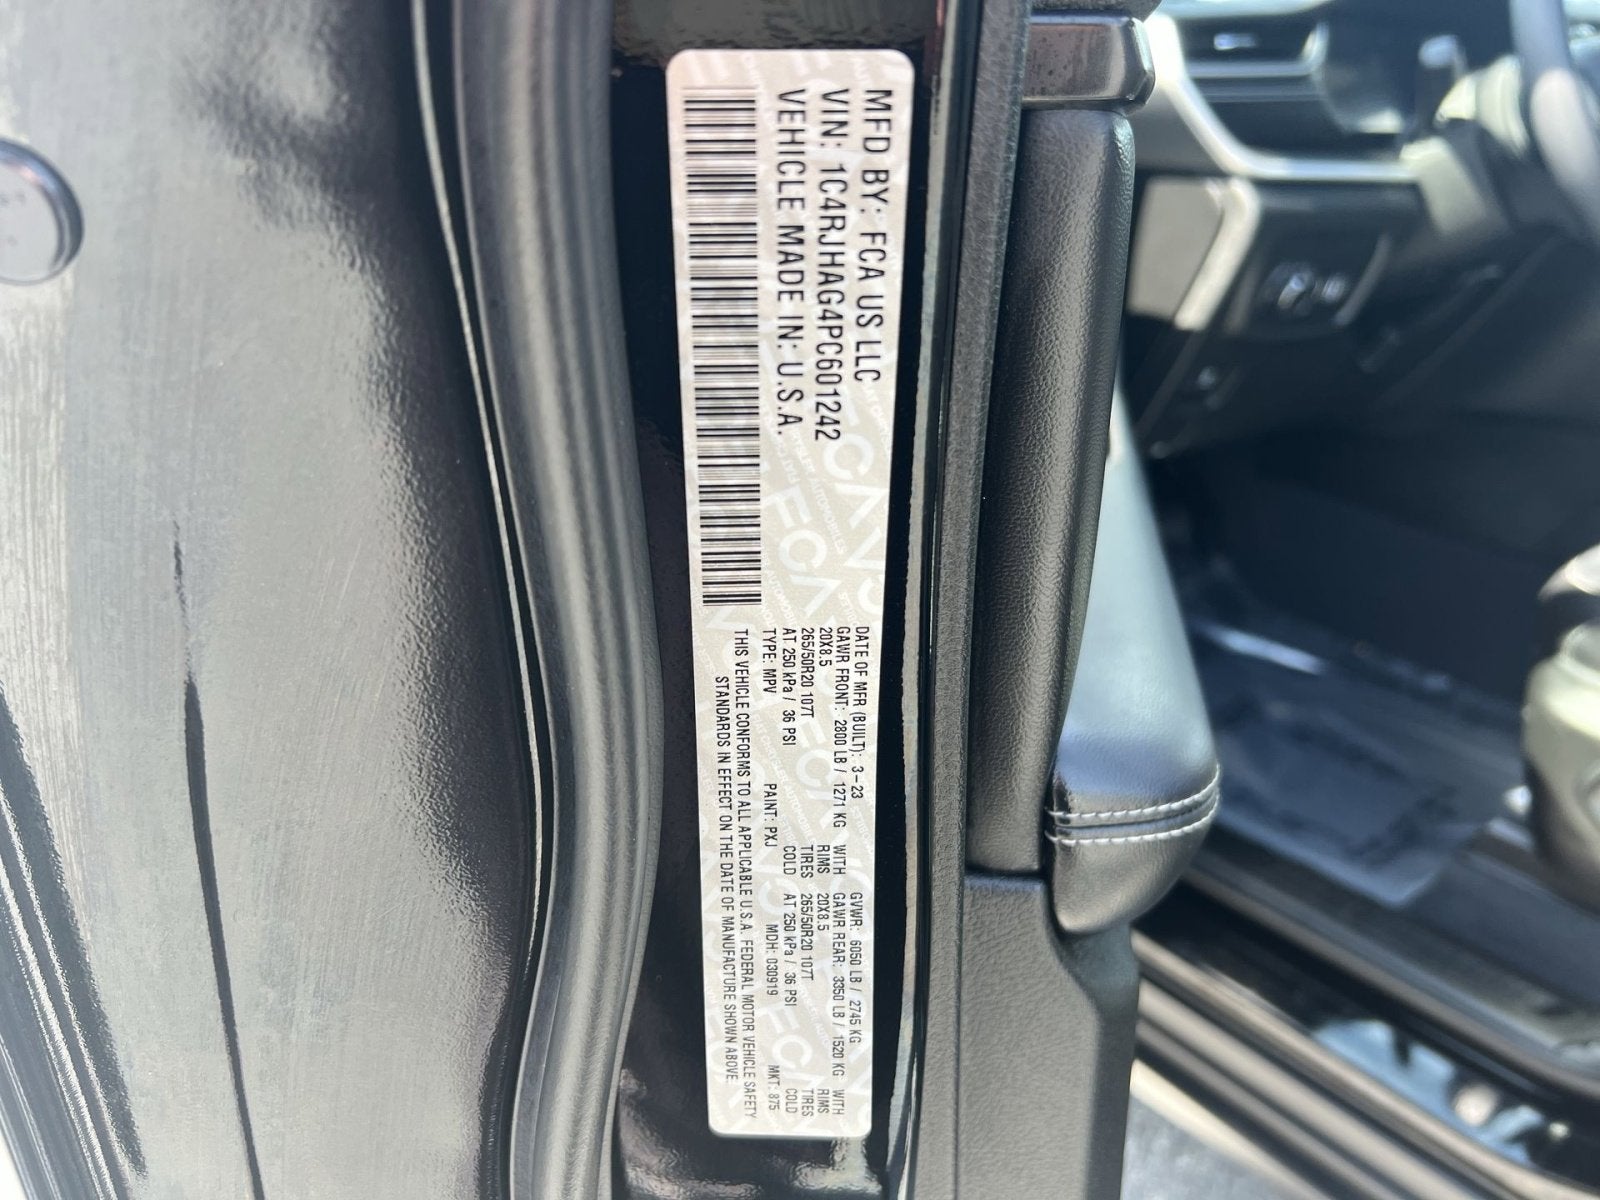 MFD BY: FCA US LLC
VIN: 1C4RJHAG4PC601242
VEHICLE MADE IN: U.S.A.
DATE OF MFR (BUILT): 3-23 GVWR: 6050 LB / 2745 KG
GAWR FRONT: 2800 LB / 1271 KG WITH GAWR REAR: 3350 LB / 1520 KG WITH
20X8.5 RIMS 20X8.5 RIMS
265/50R20 107T TIRES 265/50R20 107T TIRES
AT 250 kPa / 36 PSI COLD AT 250 kPa / 36 PSI COLD
TYPE: MPV PAINT: PXJ MDH: 030919 MKT: 875
THIS VEHICLE CONFORMS TO ALL APPLICABLE U.S.A. FEDERAL MOTOR VEHICLE SAFETY
STANDARDS IN EFFECT ON THE DATE OF MANUFACTURE SHOWN ABOVE.